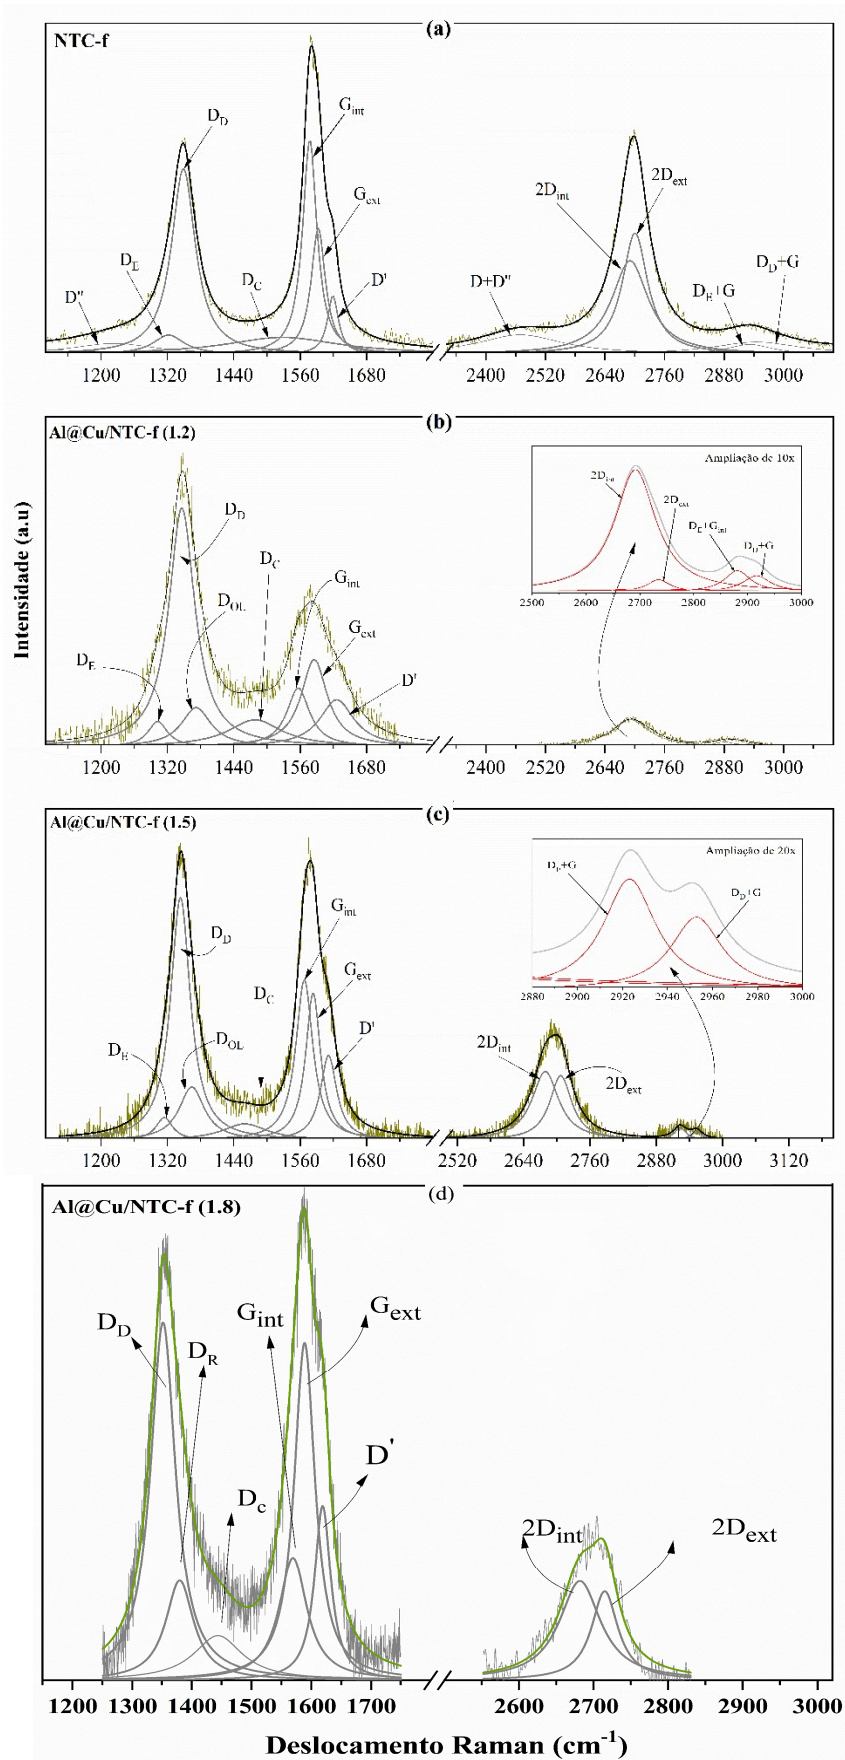 (a)
NTC-f
D_D
G_int
G_ext
D_E
D_C
D"
D'
2D_int
2D_ext
D+D"
D_E+G
D_D+G
1200 1320 1440 1560 1680 2400 2520 2640 2760 2880 3000
(b)
Al@Cu/NTC-f (1.2)
D_D
D_C
D_OL
G_int
G_ext
D_E
D'
Ampliação de 10x
2D_ext
D_E+G_int
D_D+G
2500 2600 2700 2800 2900 3000
1200 1320 1440 1560 1680 2400 2520 2640 2760 2880 3000
Intensidade (a.u)
(c)
Al@Cu/NTC-f (1.5)
D_D
G_int
G_ext
D_C
D_OL
D'
2D_int
2D_ext
Ampliação de 20x
D_D+G
2880 2900 2920 2940 2960 2980 3000
1200 1320 1440 1560 1680 2520 2640 2760 2880 3000 3120
(d)
Al@Cu/NTC-f (1.8)
D_D
D_R
G_int
G_ext
D_c
D'
2D_int
2D_ext
1200 1300 1400 1500 1600 1700 2600 2700 2800 2900 3000
Deslocamento Raman (cm⁻¹)